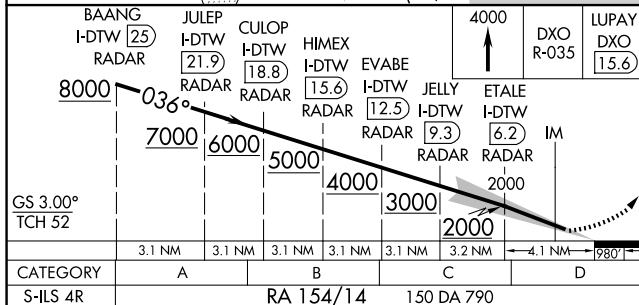 BAANG
I-DTW 25
RADAR
JULEP
I-DTW
21.9
RADAR
CULOP
I-DTW
18.8
RADAR
HIMEX
I-DTW
15.6
RADAR
EVABE
I-DTW
12.5
RADAR
JELLY
I-DTW
9.3
RADAR
ETALE
I-DTW
6.2
RADAR
4000
DXO
R-035
LUPAY
DXO
15.6
IM
8000
036°
7000
6000
5000
4000
3000
2000
2000
GS 3.00°
TCH 52
3.1 NM 3.1 NM 3.1 NM 3.1 NM 3.1 NM 3.2 NM 4.1 NM 980'
CATEGORY A B C D
S-ILS 4R RA 154/14 150 DA 790